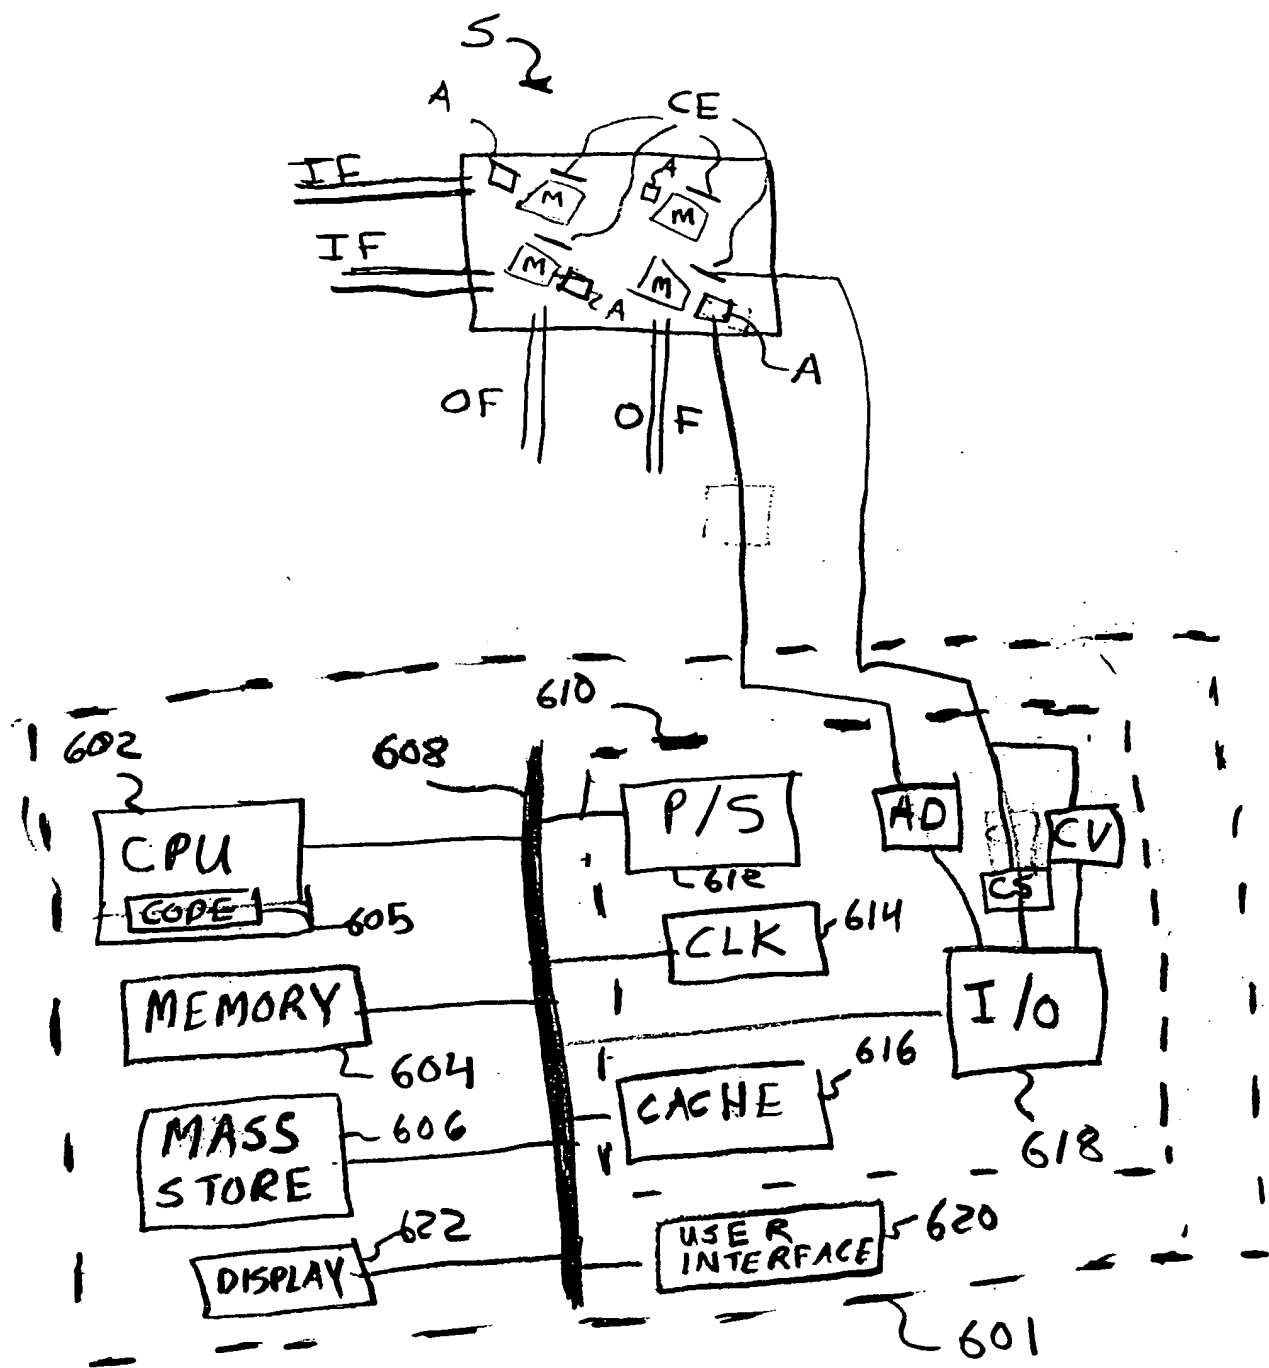 S
A
CE
IF
A
M
M
IF
M
M
A
A
OF
OF
610
602
608
P/S
AD
CV
CPU
612
CS
CODE
605
614
CLK
MEMORY
I/O
616
604
CACHE
MASS
STORE
606
618
622
620
USER
INTERFACE
DISPLAY
601